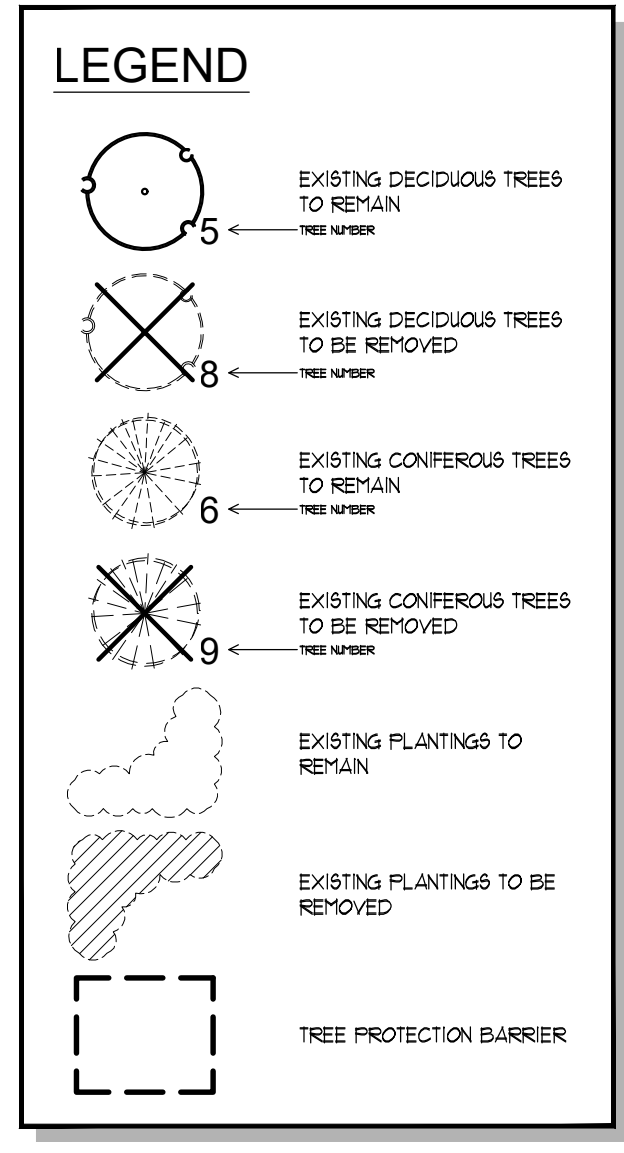 LEGEND
EXISTING DECIDUOUS TREES
TO REMAIN
5
TREE NUMBER
EXISTING DECIDUOUS TREES
TO BE REMOVED
8
TREE NUMBER
EXISTING CONIFEROUS TREES
TO REMAIN
6
TREE NUMBER
EXISTING CONIFEROUS TREES
TO BE REMOVED
9
TREE NUMBER
EXISTING PLANTINGS TO
REMAIN
EXISTING PLANTINGS TO BE
REMOVED
TREE PROTECTION BARRIER